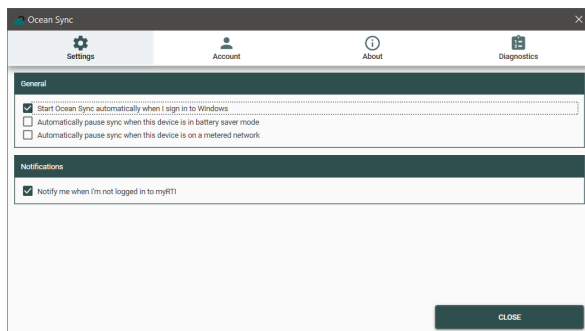 Ocean Sync
Settings
Account
About
Diagnostics
General
Start Ocean Sync automatically when I sign in to Windows
Automatically pause sync when this device is in battery saver mode
Automatically pause sync when this device is on a metered network
Notifications
Notify me when I'm not logged in to myRTI
CLOSE